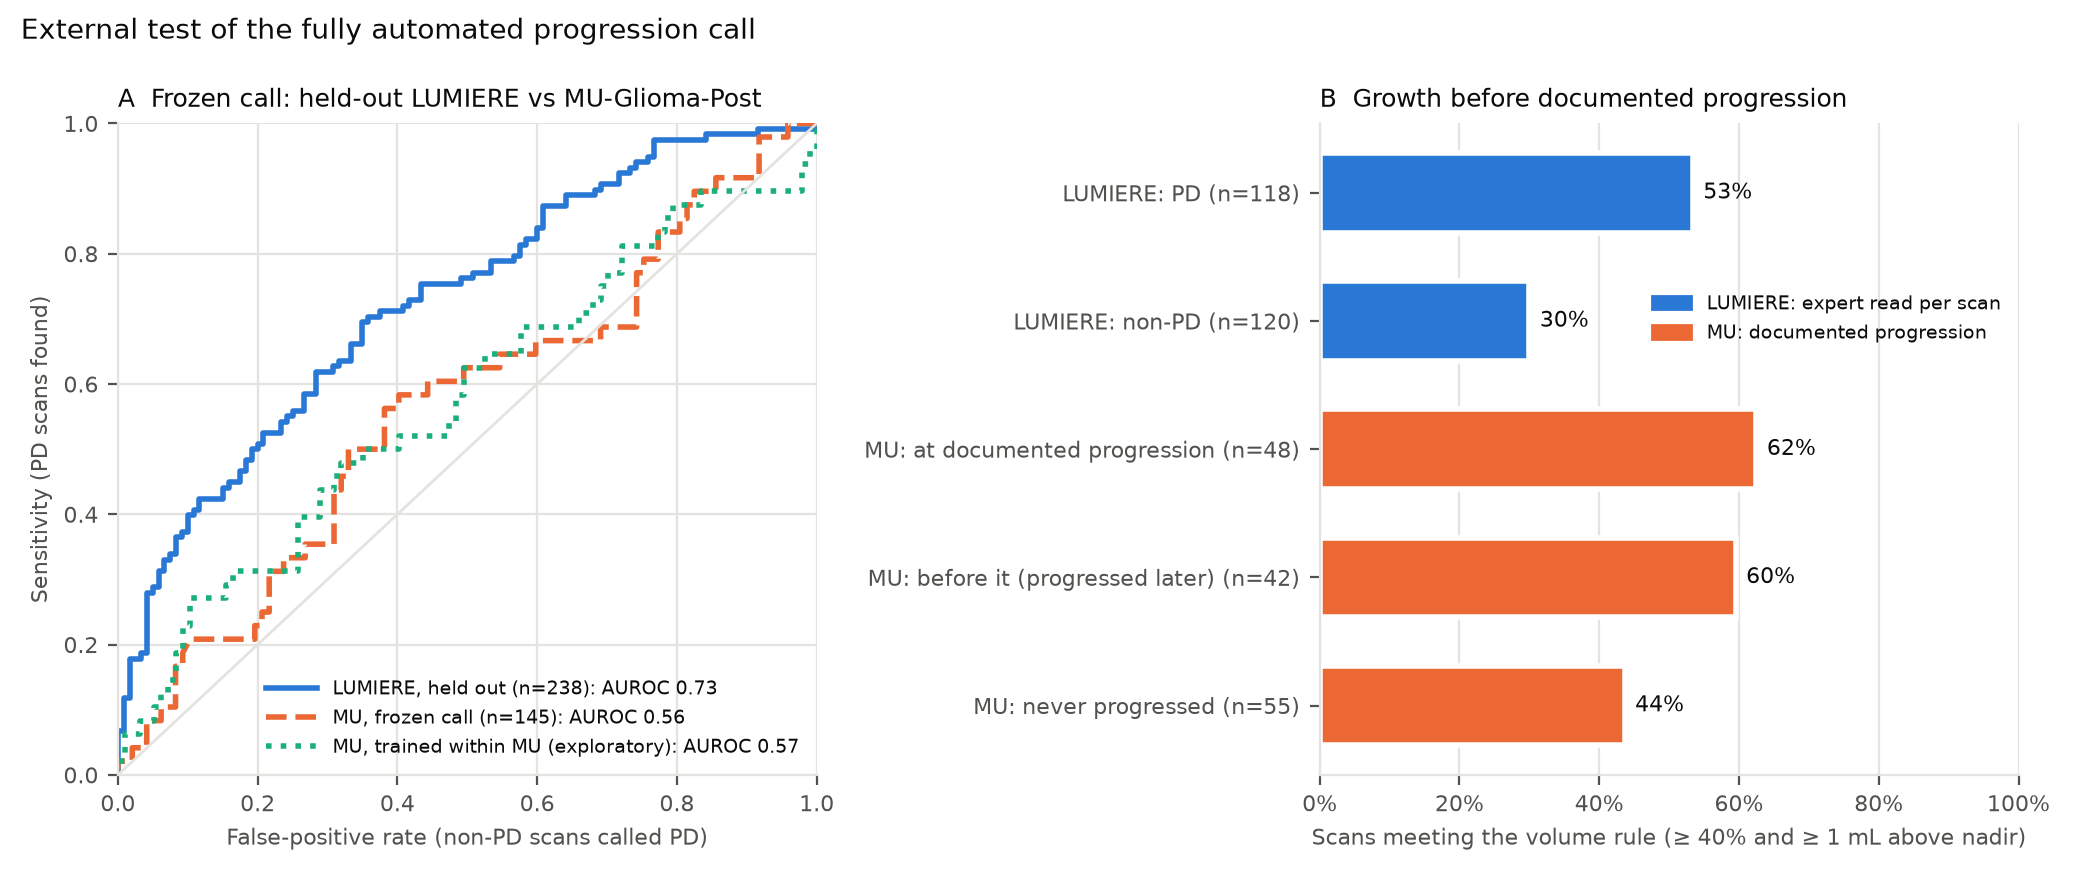 External test of the fully automated progression call
A Frozen call: held-out LUMIERE vs MU-Glioma-Post
1.0
0.8
0.6
0.4
0.2
0.0
Sensitivity (PD scans found)
LUMIERE, held out (n=238): AUROC 0.73
MU, frozen call (n=145): AUROC 0.56
MU, trained within MU (exploratory): AUROC 0.57
0.0 0.2 0.4 0.6 0.8 1.0
False-positive rate (non-PD scans called PD)
B Growth before documented progression
LUMIERE: PD (n=118) 53%
LUMIERE: non-PD (n=120) 30%
LUMIERE: expert read per scan
MU: documented progression
MU: at documented progression (n=48) 62%
MU: before it (progressed later) (n=42) 60%
MU: never progressed (n=55) 44%
0% 20% 40% 60% 80% 100%
Scans meeting the volume rule (≥ 40% and ≥ 1 mL above nadir)